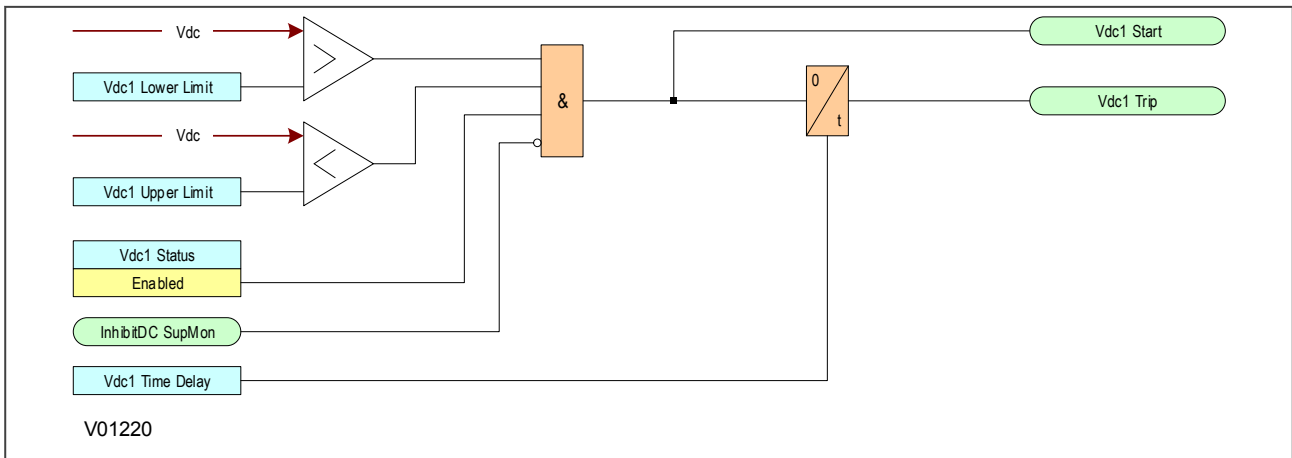 Vdc
Vdc1 Start
Vdc1 Lower Limit
&
0
t
Vdc1 Trip
Vdc
Vdc1 Upper Limit
Vdc1 Status
Enabled
InhibitDC SupMon
Vdc1 Time Delay
V01220